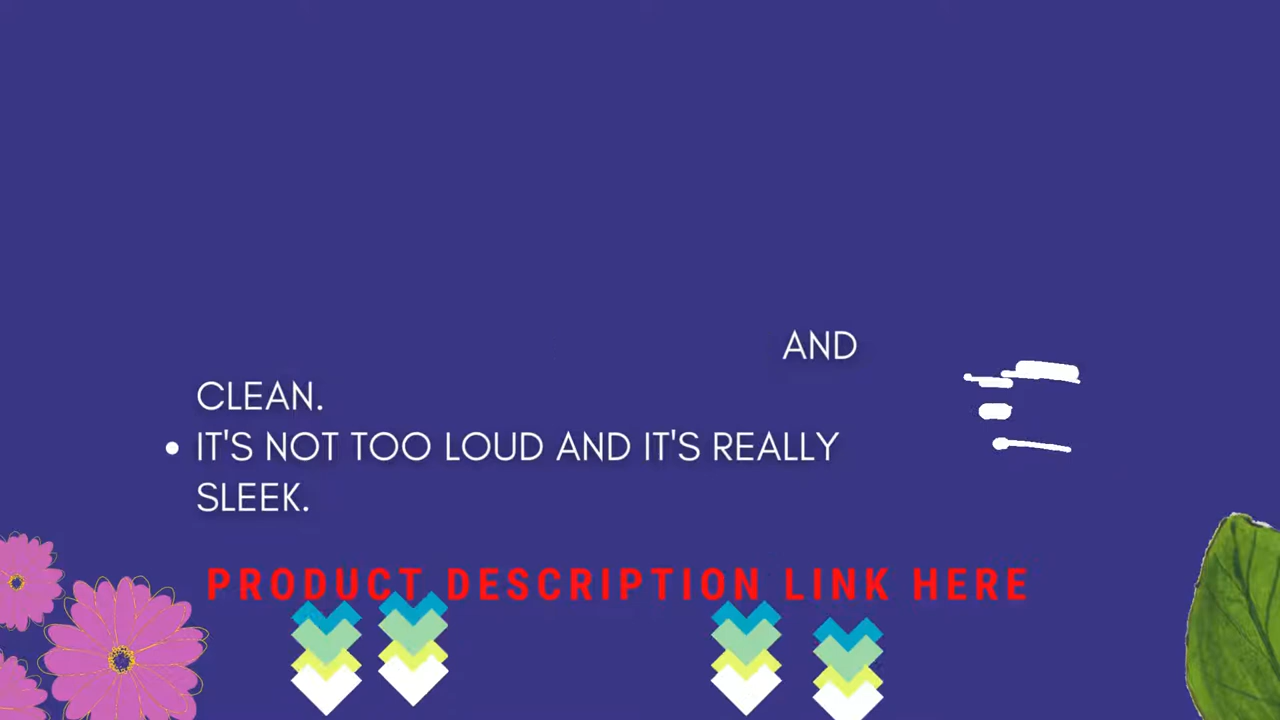 AND
CLEAN.
• IT'S NOT TOO LOUD AND IT'S REALLY
SLEEK.
PRODUCT DESCRIPTION LINK HERE